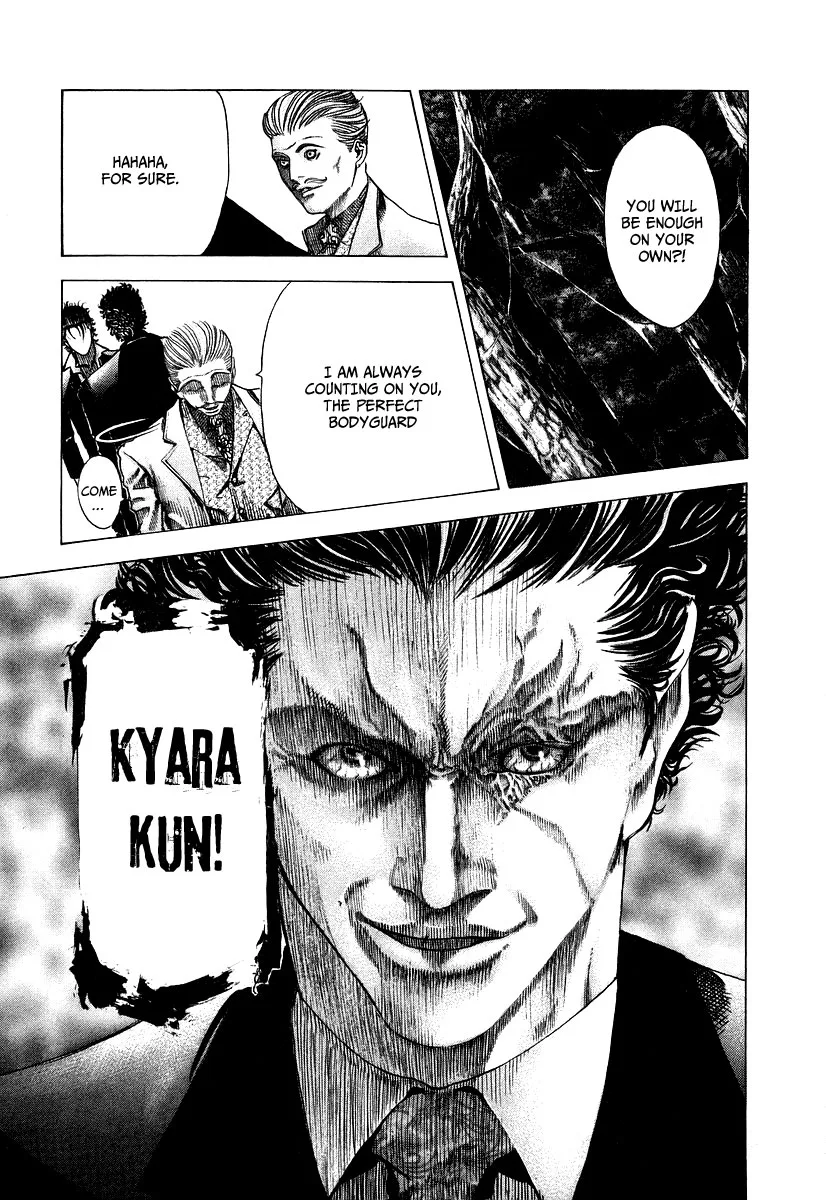 YOU WILL
BE ENOUGH
ON YOUR
OWN?!
HAHAHA,
FOR SURE.
I AM ALWAYS
COUNTING ON YOU,
THE PERFECT
BODYGUARD
COME
...
KYARA
KUN!